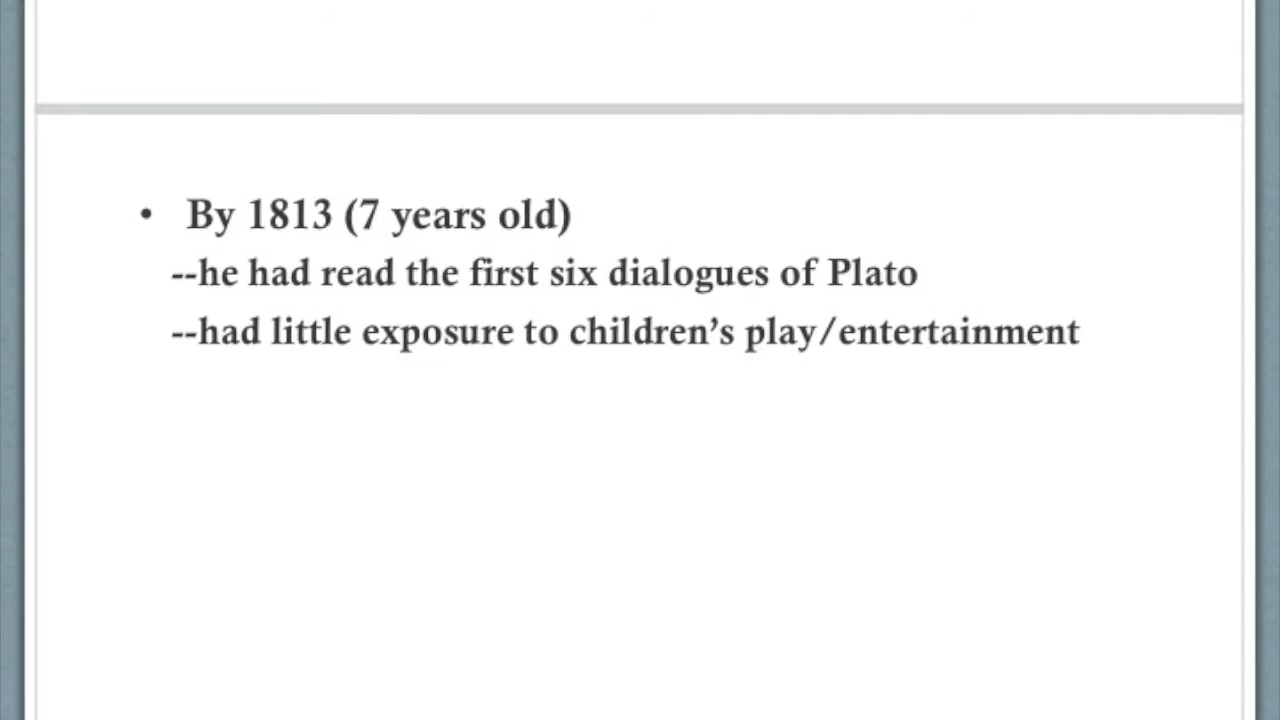 • By 1813 (7 years old)
--he had read the first six dialogues of Plato
--had little exposure to children’s play/entertainment